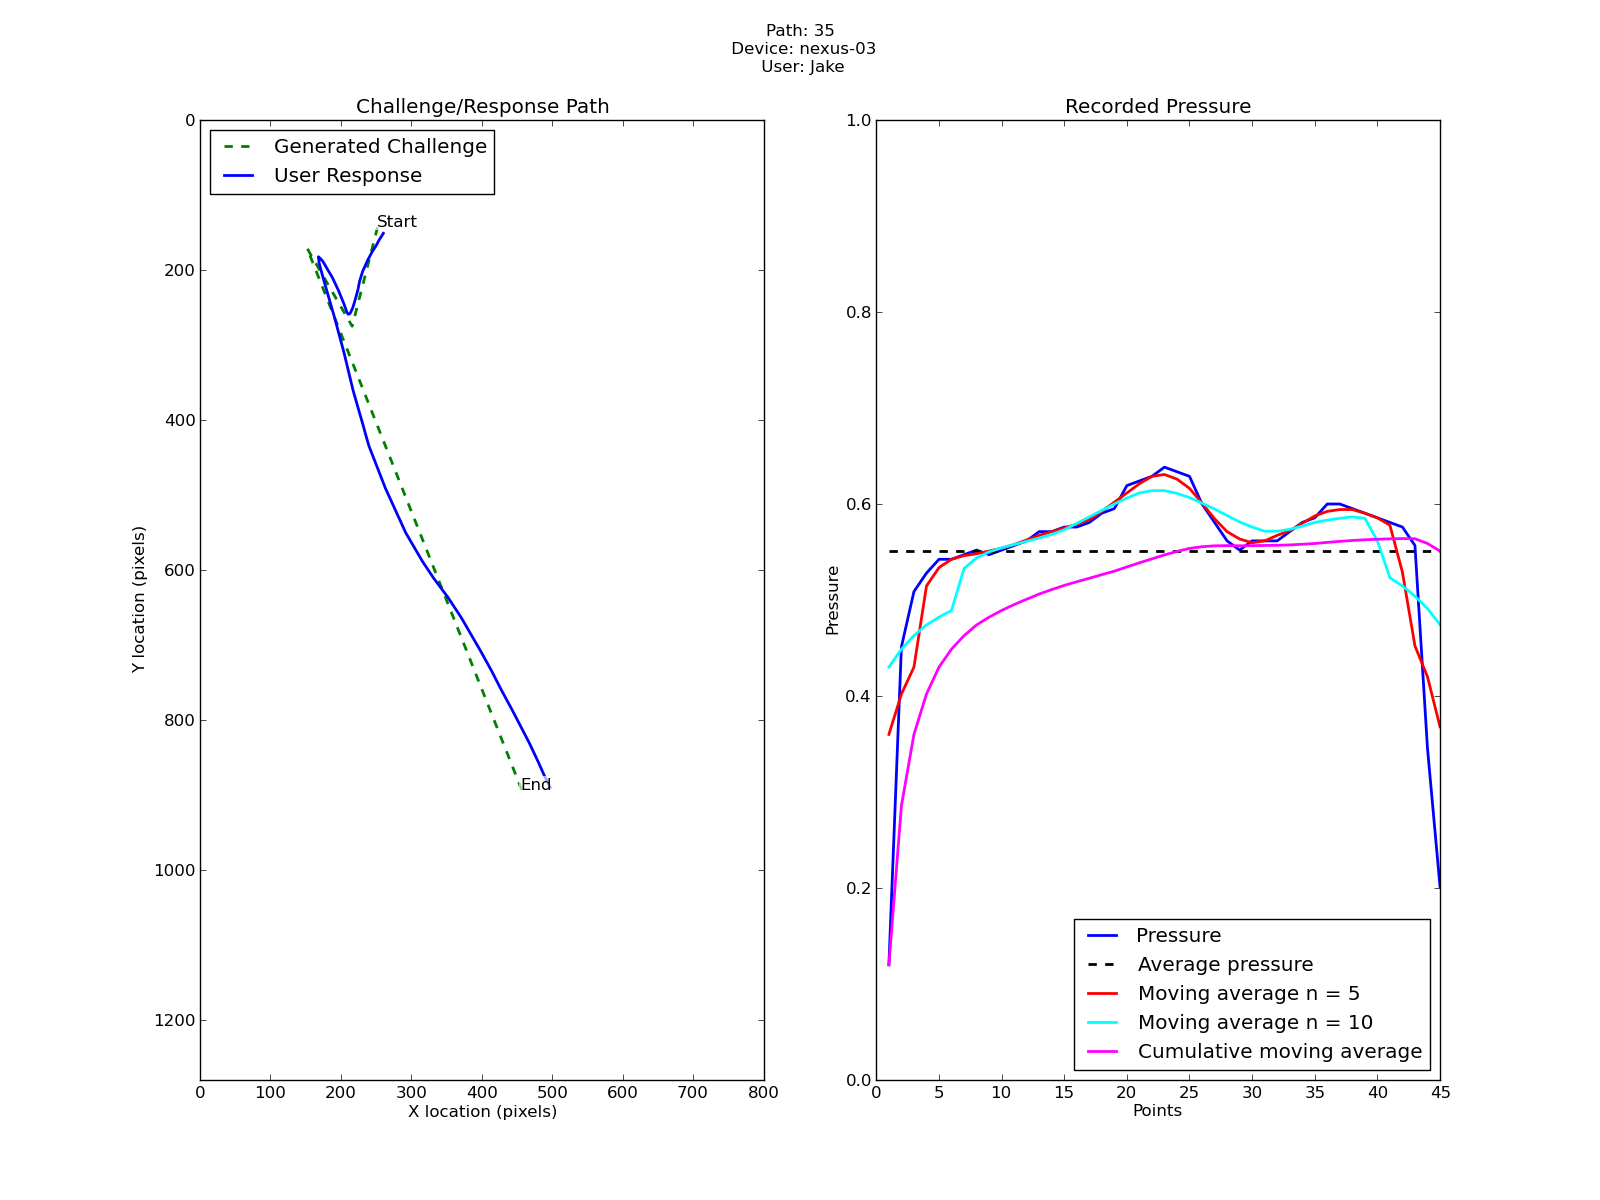 Path: 35
Device: nexus-03
User: Jake
Challenge/Response Path
Generated Challenge
User Response
Start
End
0
200
400
600
800
1000
1200
Y location (pixels)
0 100 200 300 400 500 600 700 800
X location (pixels)
Recorded Pressure
1.0
0.8
0.6
0.4
0.2
0.0
Pressure
Pressure
Average pressure
Moving average n = 5
Moving average n = 10
Cumulative moving average
0 5 10 15 20 25 30 35 40 45
Points